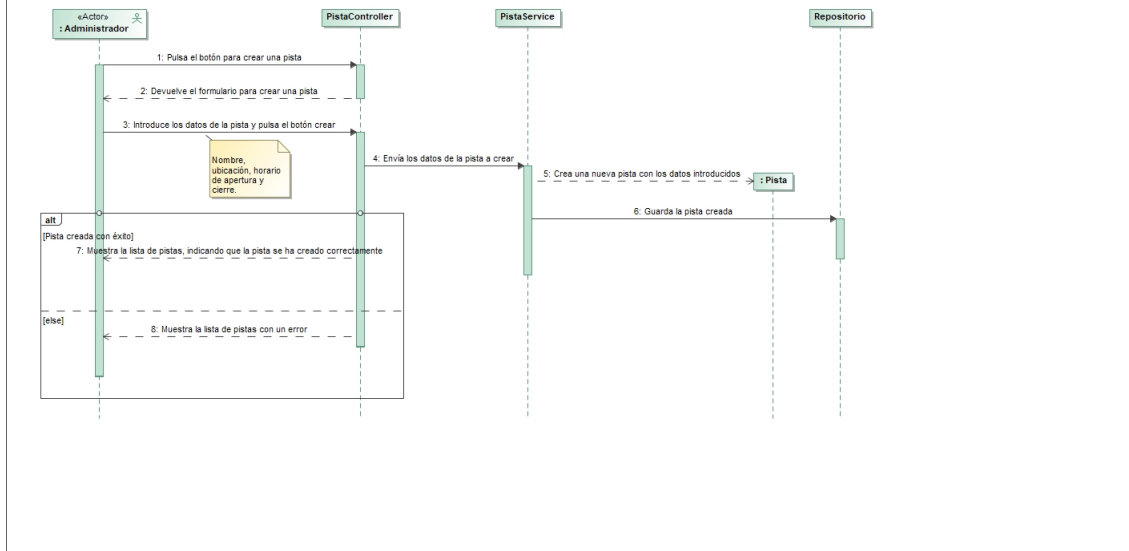 «Actor»
: Administrador
PistaController
PistaService
Repositorio
1: Pulsa el botón para crear una pista
2: Devuelve el formulario para crear una pista
3: Introduce los datos de la pista y pulsa el botón crear
Nombre,
ubicación, horario
de apertura y
cierre.
4: Envía los datos de la pista a crear
5: Crea una nueva pista con los datos introducidos
: Pista
6: Guarda la pista creada
alt
[Pista creada con éxito]
7: Muestra la lista de pistas, indicando que la pista se ha creado correctamente
[else]
8: Muestra la lista de pistas con un error